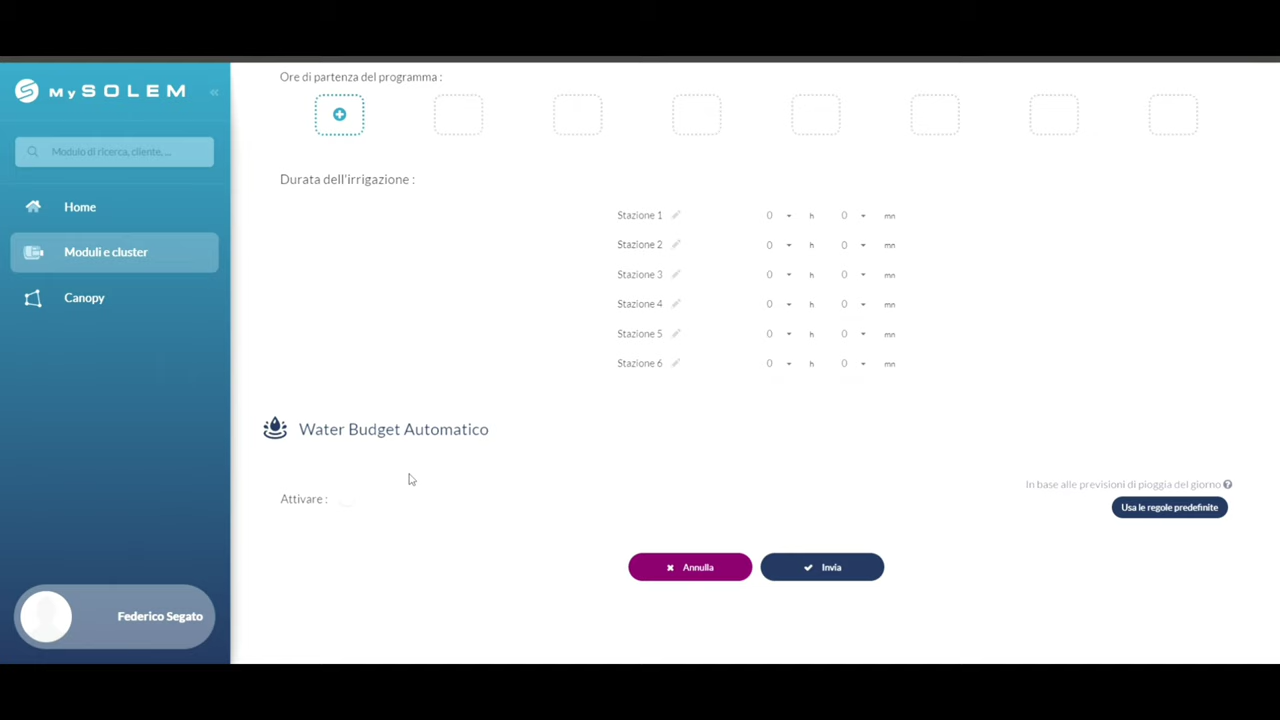 MySOLEM
«
Modulo di ricerca, cliente, ...
Home
Moduli e cluster
Canopy
Federico Segato
Ore di partenza del programma :
Durata dell'irrigazione :
Stazione 1 0 h 0 mn
Stazione 2 0 h 0 mn
Stazione 3 0 h 0 mn
Stazione 4 0 h 0 mn
Stazione 5 0 h 0 mn
Stazione 6 0 h 0 mn
Water Budget Automatico
Attivare :
In base alle previsioni di pioggia del giorno ?
Usa le regole predefinite
Annulla
Invia